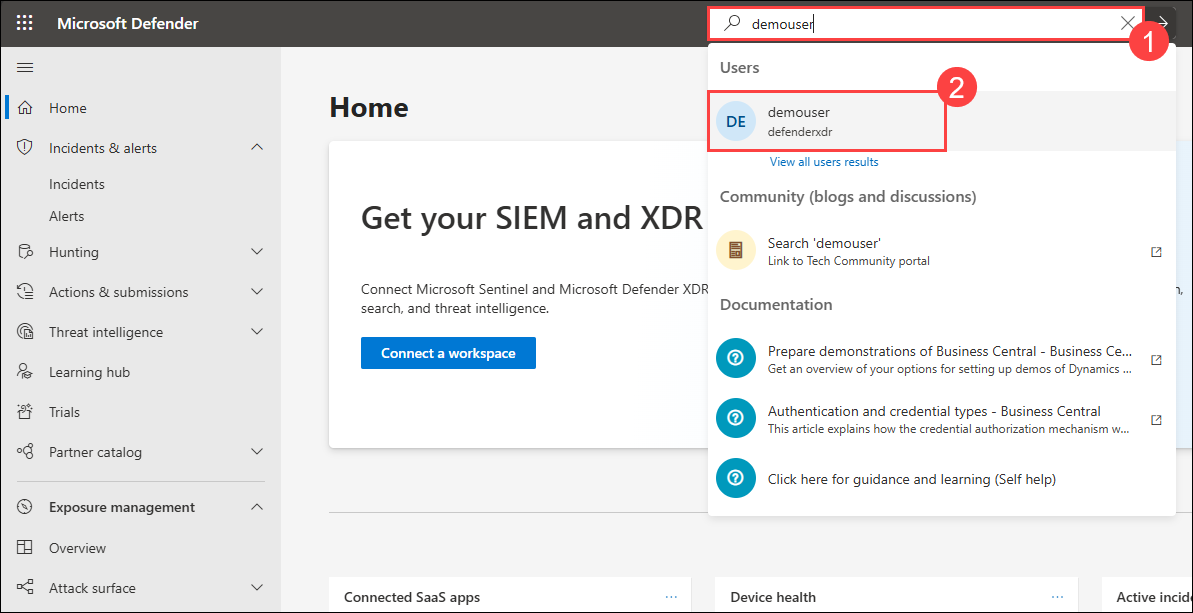 Microsoft Defender
demouser
1
Home
Incidents & alerts
Incidents
Alerts
Hunting
Actions & submissions
Threat intelligence
Learning hub
Trials
Partner catalog
Exposure management
Overview
Attack surface
Home
Get your SIEM and XDR
Connect Microsoft Sentinel and Microsoft Defender XDR
search, and threat intelligence.
Connect a workspace
Users
2
DE
demouser
defenderxdr
View all users results
Community (blogs and discussions)
Search 'demouser'
Link to Tech Community portal
Documentation
Prepare demonstrations of Business Central - Business Ce...
Get an overview of your options for setting up demos of Dynamics ...
Authentication and credential types - Business Central
This article explains how the credential authorization mechanism w...
Click here for guidance and learning (Self help)
Connected SaaS apps
Device health
Active incid